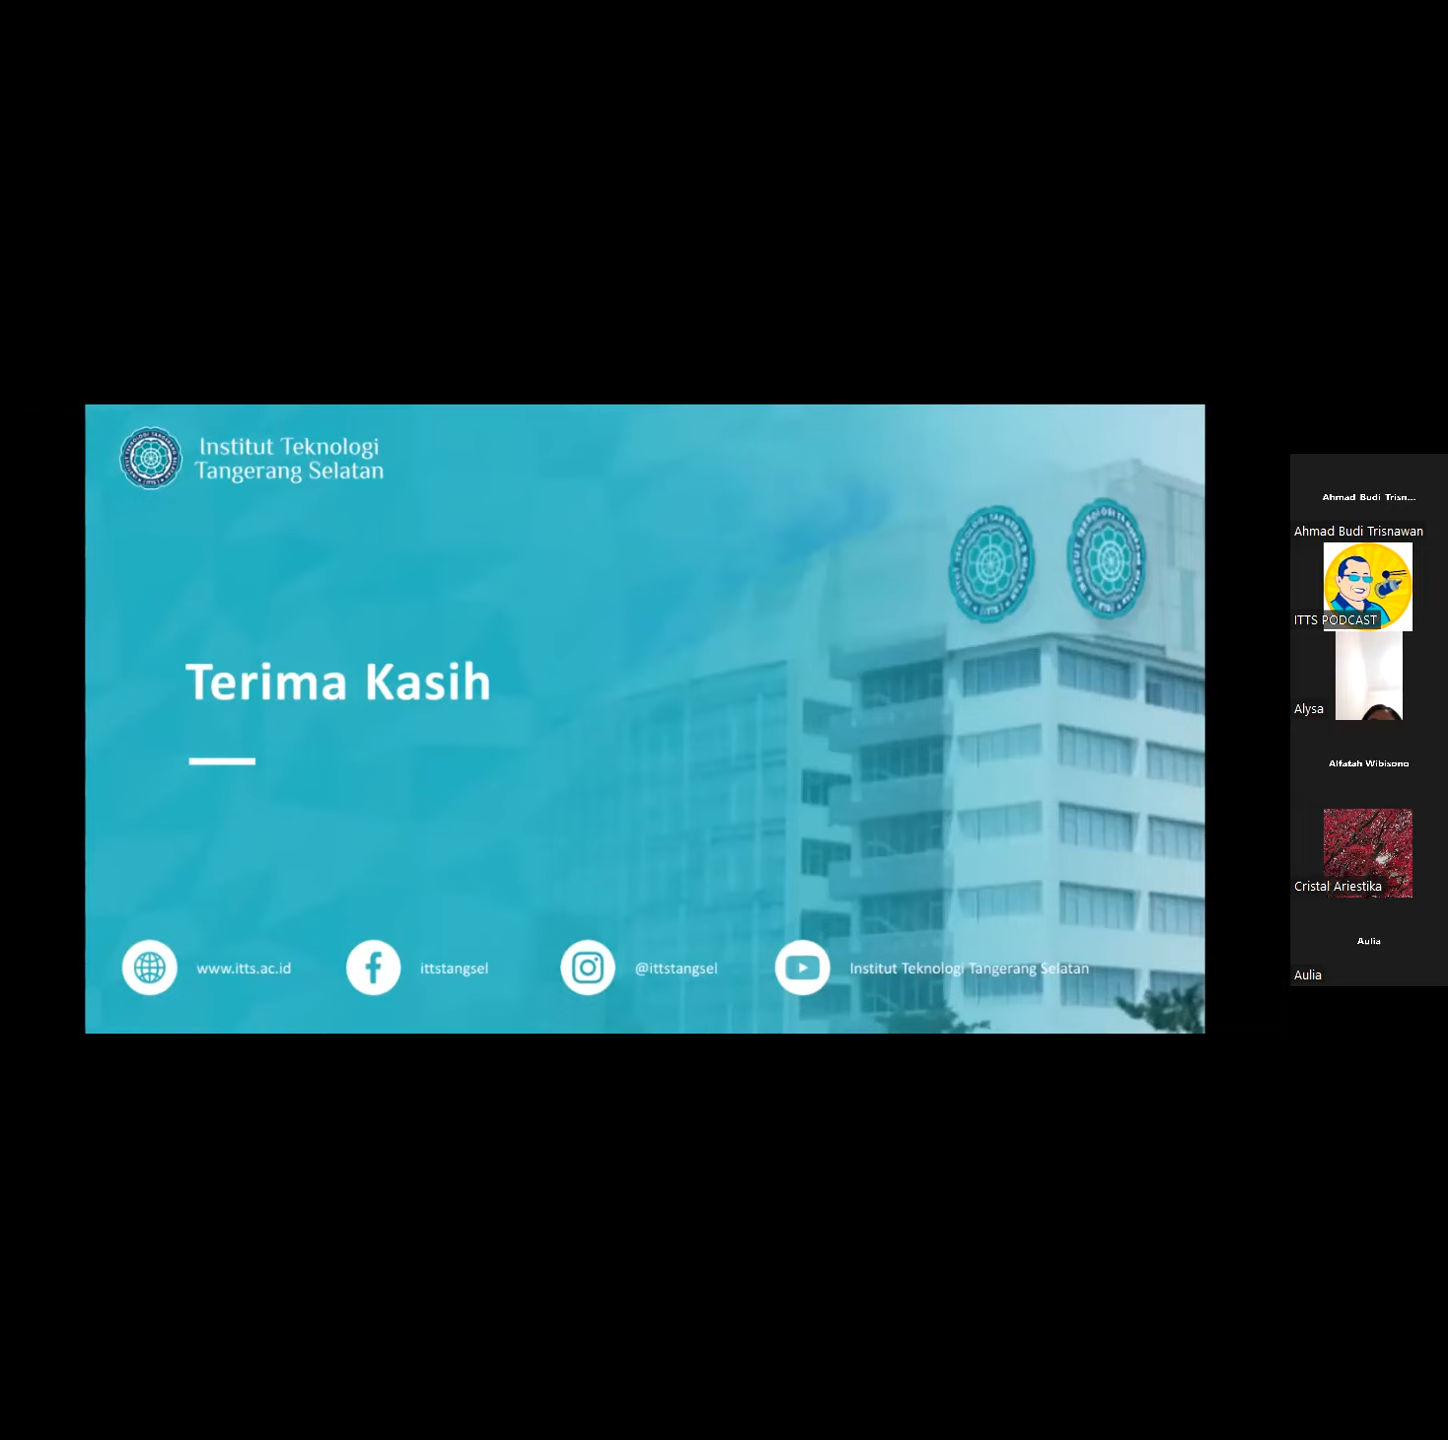 Institut Teknologi
Tangerang Selatan
Terima Kasih
www.itts.ac.id
ittstangsel
@ittstangsel
Institut Teknologi Tangerang Selatan
Ahmad Budi Trisn...
Ahmad Budi Trisnawan
ITTS PODCAST
Alysa
Alfatah Wibisono
Cristal Ariestika
Aulia
Aulia